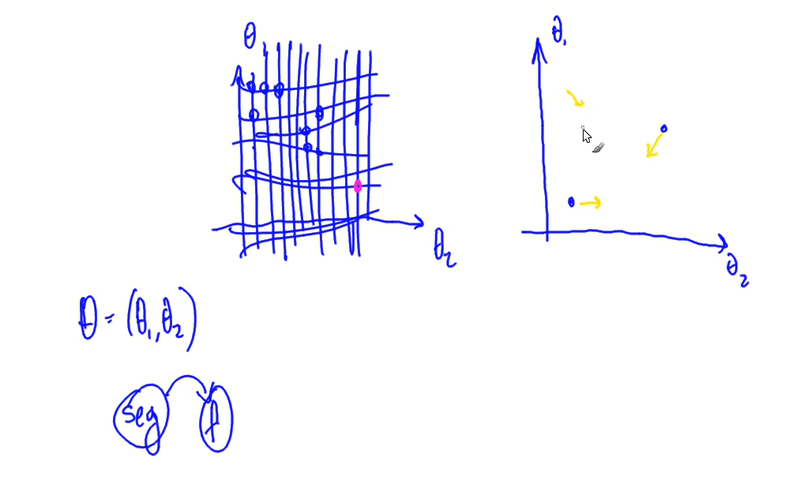 θ₁
θ₁
θ₂
θ₂
θ = (θ₁, θ₂)
seg